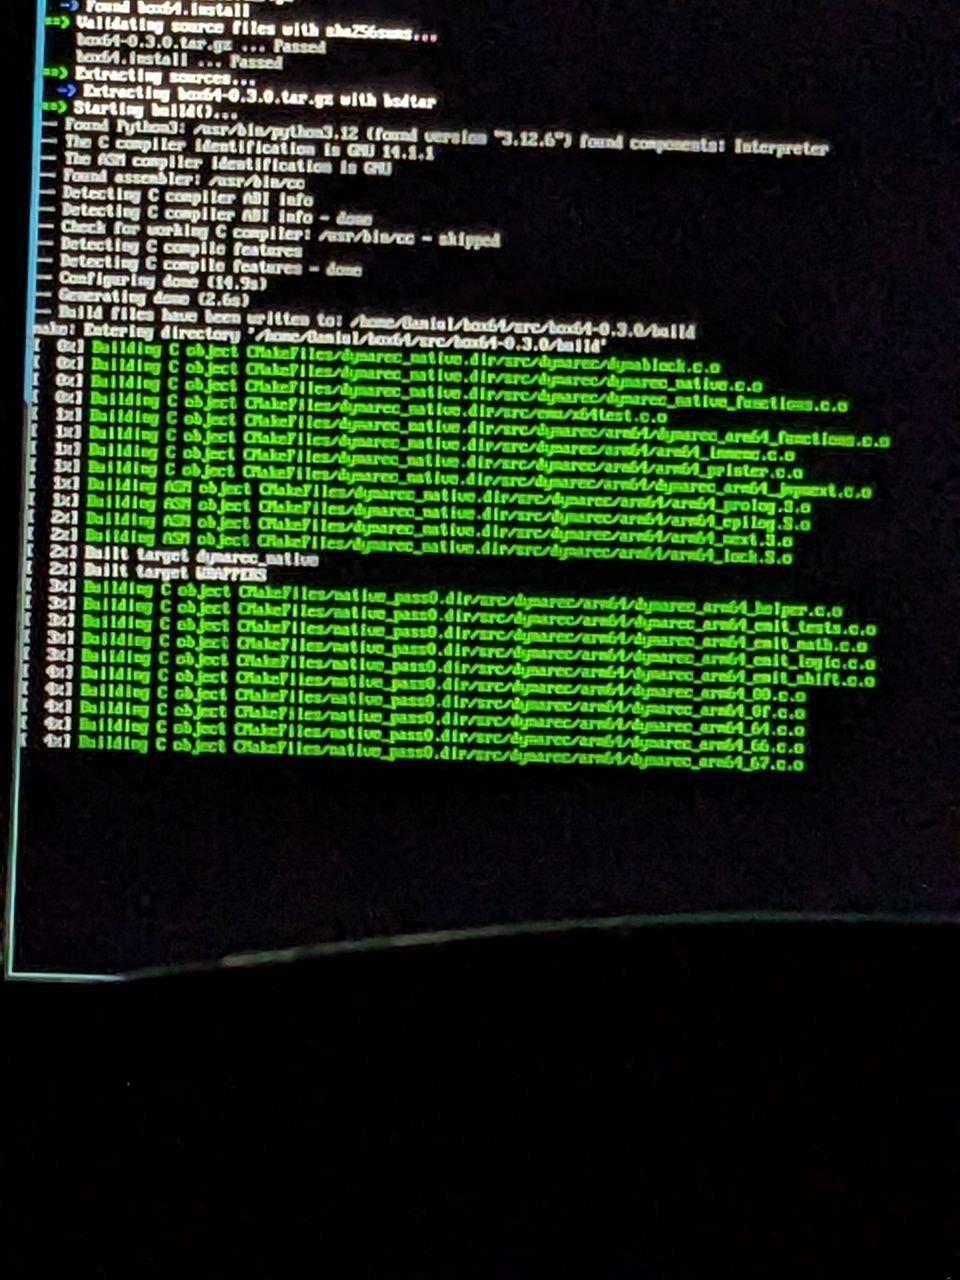 -> Found box64.install
==> Validating source files with sha256sums...
box64-0.3.0.tar.gz ... Passed
box64.install ... Passed
==> Extracting sources...
-> Extracting box64-0.3.0.tar.gz with bsdtar
==> Starting build()...
-- Found Python3: /usr/bin/python3.12 (found version "3.12.6") found components: Interpreter
-- The C compiler identification is GNU 14.1.1
-- The ASM compiler identification is GNU
-- Found assembler: /usr/bin/cc
-- Detecting C compiler ABI info
-- Detecting C compiler ABI info - done
-- Check for working C compiler: /usr/bin/cc - skipped
-- Detecting C compile features
-- Detecting C compile features - done
-- Configuring done (14.9s)
-- Generating done (2.6s)
-- Build files have been written to: /home/Daniel/box64/src/box64-0.3.0/build
make: Entering directory '/home/Daniel/box64/src/box64-0.3.0/build'
[  0%] Building C object CMakeFiles/dynarec_native.dir/src/dynarec/dynablock.c.o
[  0%] Building C object CMakeFiles/dynarec_native.dir/src/dynarec/dynarec_native.c.o
[  0%] Building C object CMakeFiles/dynarec_native.dir/src/dynarec/dynarec_native_functions.c.o
[  0%] Building C object CMakeFiles/dynarec_native.dir/src/emu/x64test.c.o
[  1%] Building C object CMakeFiles/dynarec_native.dir/src/dynarec/arm64/dynarec_arm64_functions.c.o
[  1%] Building C object CMakeFiles/dynarec_native.dir/src/dynarec/arm64/arm64_immenc.c.o
[  1%] Building C object CMakeFiles/dynarec_native.dir/src/dynarec/arm64/arm64_printer.c.o
[  1%] Building C object CMakeFiles/dynarec_native.dir/src/dynarec/arm64/dynarec_arm64_jmpnext.c.o
[  1%] Building ASM object CMakeFiles/dynarec_native.dir/src/dynarec/arm64/arm64_prolog.S.o
[  1%] Building ASM object CMakeFiles/dynarec_native.dir/src/dynarec/arm64/arm64_epilog.S.o
[  2%] Building ASM object CMakeFiles/dynarec_native.dir/src/dynarec/arm64/arm64_next.S.o
[  2%] Building ASM object CMakeFiles/dynarec_native.dir/src/dynarec/arm64/arm64_lock.S.o
[  2%] Built target dynarec_native
[  2%] Built target WRAPPERS
[  3%] Building C object CMakeFiles/native_pass0.dir/src/dynarec/arm64/dynarec_arm64_helper.c.o
[  3%] Building C object CMakeFiles/native_pass0.dir/src/dynarec/arm64/dynarec_arm64_emit_tests.c.o
[  3%] Building C object CMakeFiles/native_pass0.dir/src/dynarec/arm64/dynarec_arm64_emit_math.c.o
[  3%] Building C object CMakeFiles/native_pass0.dir/src/dynarec/arm64/dynarec_arm64_emit_logic.c.o
[  3%] Building C object CMakeFiles/native_pass0.dir/src/dynarec/arm64/dynarec_arm64_emit_shift.c.o
[  4%] Building C object CMakeFiles/native_pass0.dir/src/dynarec/arm64/dynarec_arm64_00.c.o
[  4%] Building C object CMakeFiles/native_pass0.dir/src/dynarec/arm64/dynarec_arm64_0f.c.o
[  4%] Building C object CMakeFiles/native_pass0.dir/src/dynarec/arm64/dynarec_arm64_64.c.o
[  4%] Building C object CMakeFiles/native_pass0.dir/src/dynarec/arm64/dynarec_arm64_66.c.o
[  4%] Building C object CMakeFiles/native_pass0.dir/src/dynarec/arm64/dynarec_arm64_67.c.o